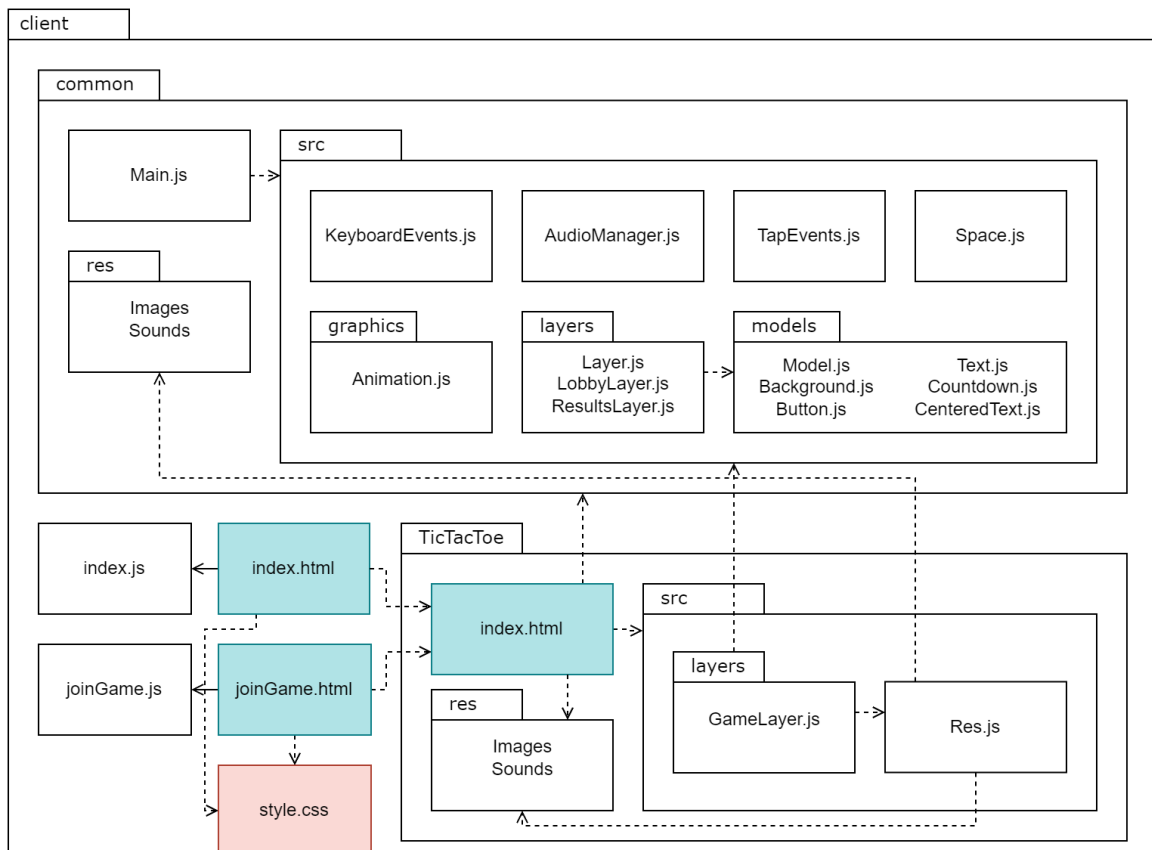 client
common
Main.js
src
KeyboardEvents.js
AudioManager.js
TapEvents.js
Space.js
res
Images
Sounds
graphics
Animation.js
layers
Layer.js
LobbyLayer.js
ResultsLayer.js
models
Model.js
Background.js
Button.js
Text.js
Countdown.js
CenteredText.js
index.js
index.html
joinGame.js
joinGame.html
style.css
TicTacToe
index.html
res
Images
Sounds
src
layers
GameLayer.js
Res.js